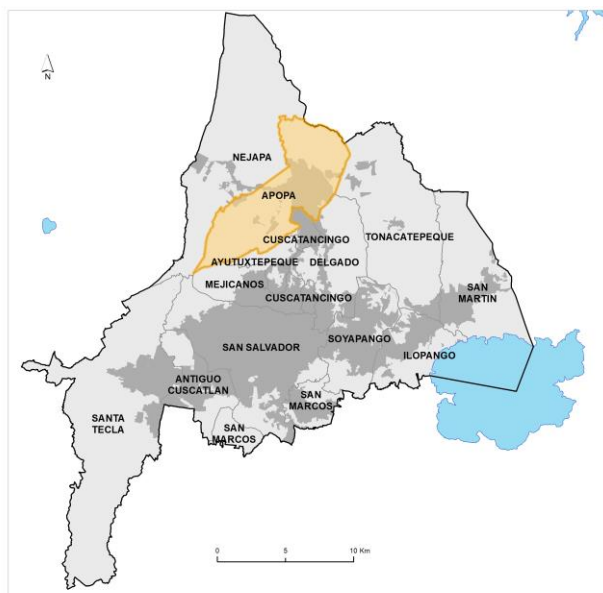 N
NEJAPA
APOPA
CUSCATANCINGO
TONACATEPEQUE
AYUTUXTEPEQUE
DELGADO
MEJICANOS
CUSCATANCINGO
SAN
MARTIN
SAN SALVADOR
SOYAPANGO
ILOPANGO
ANTIGUO
CUSCATLAN
SAN
MARCOS
SANTA
TECLA
SAN
MARCOS
0 5 10 Km